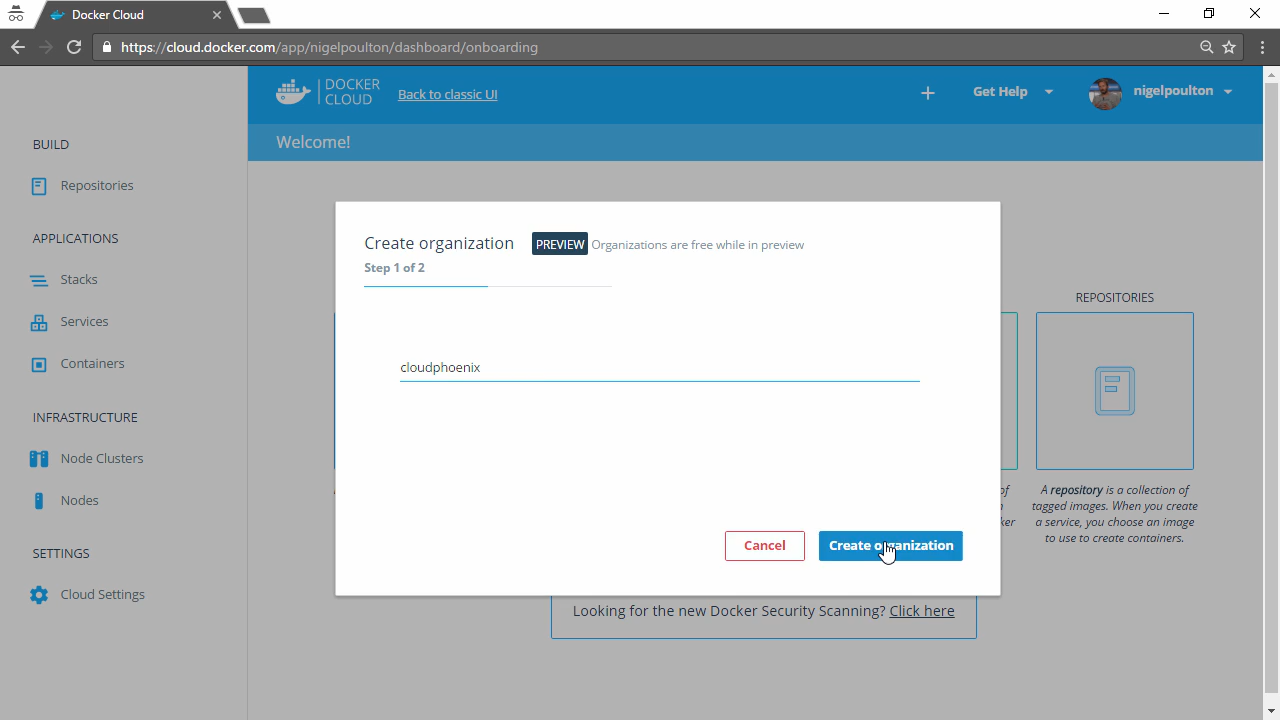 Docker Cloud
https://cloud.docker.com/app/nigelpoulton/dashboard/onboarding
DOCKER
CLOUD
Back to classic UI
Get Help
nigelpoulton
Welcome!
BUILD
Repositories
APPLICATIONS
Stacks
Services
Containers
INFRASTRUCTURE
Node Clusters
Nodes
SETTINGS
Cloud Settings
Create organization
PREVIEW
Organizations are free while in preview
Step 1 of 2
cloudphoenix
Cancel
Create organization
REPOSITORIES
A repository is a collection of
tagged images. When you create
a service, you choose an image
to use to create containers.
Looking for the new Docker Security Scanning? Click here